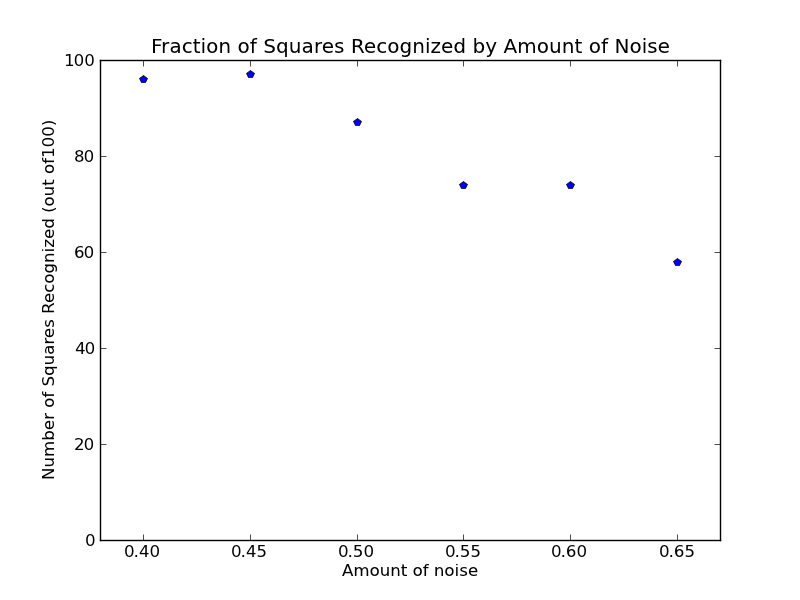 Fraction of Squares Recognized by Amount of Noise
Number of Squares Recognized (out of100)
100
80
60
40
20
0
0.40 0.45 0.50 0.55 0.60 0.65
Amount of noise